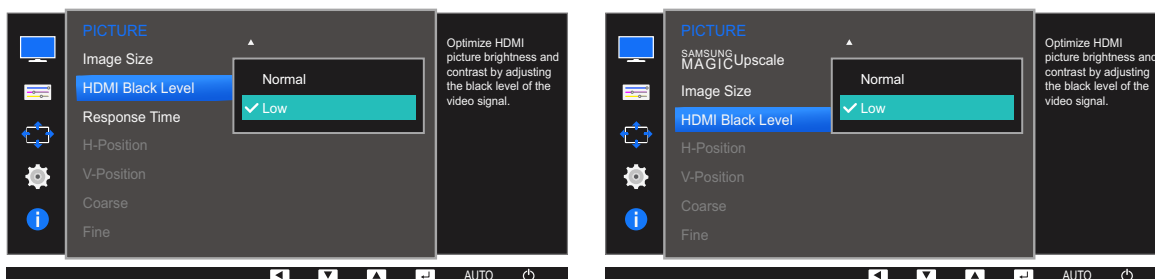 PICTURE
Image Size
HDMI Black Level
Response Time
H-Position
V-Position
Coarse
Fine
Normal
Low
Optimize HDMI
picture brightness and
contrast by adjusting
the black level of the
video signal.
AUTO
PICTURE
SAMSUNG
MAGICUpscale
Image Size
HDMI Black Level
H-Position
V-Position
Coarse
Fine
Normal
Low
Optimize HDMI
picture brightness and
contrast by adjusting
the black level of the
video signal.
AUTO